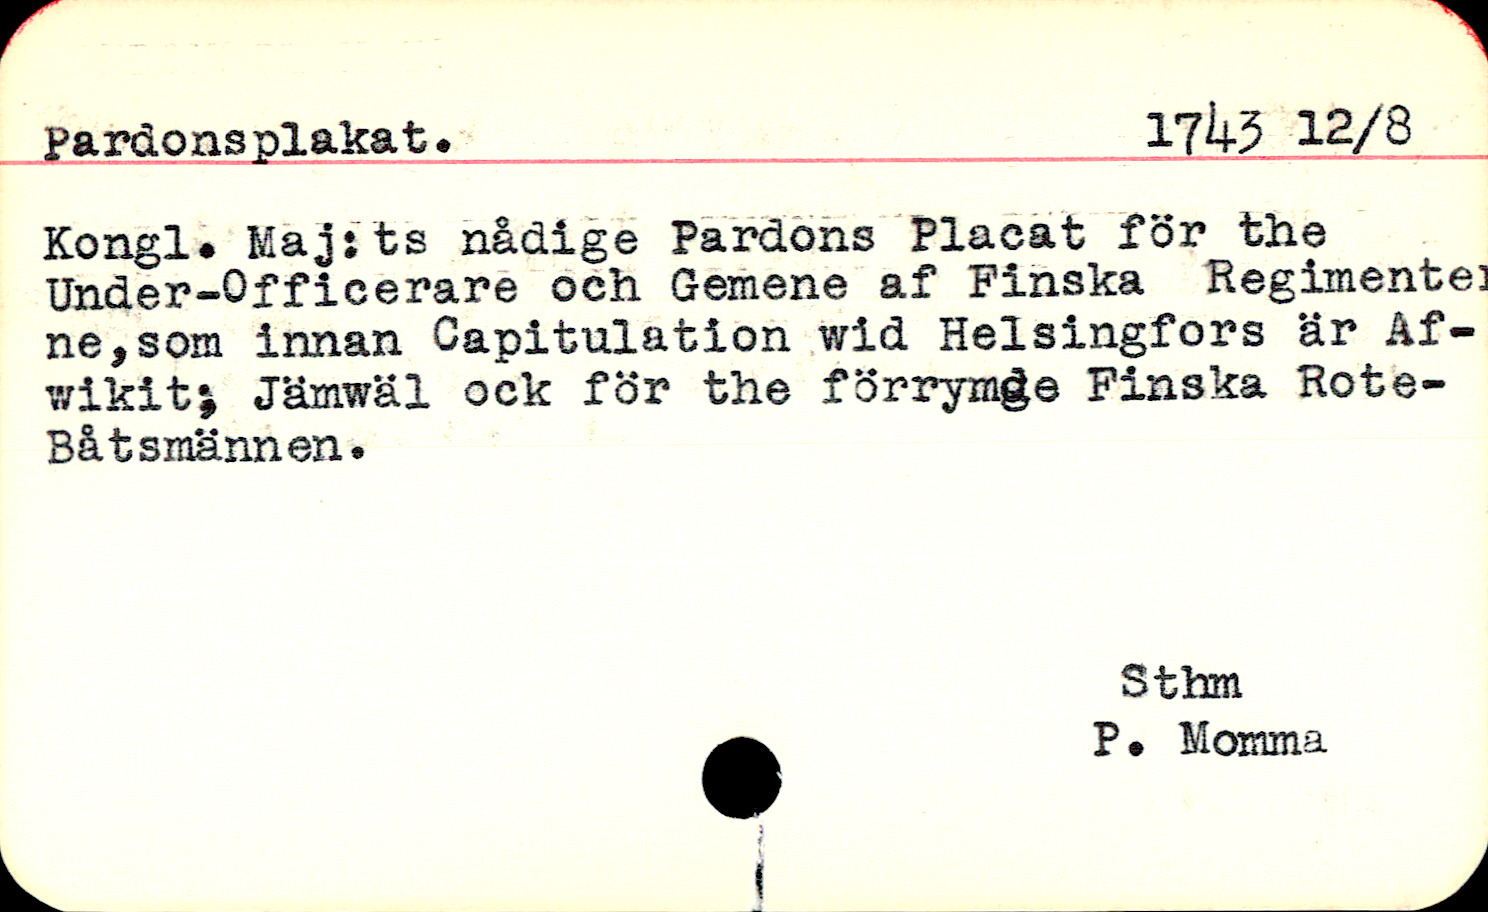 Pardonsplakat. 1743 12/8
Kongl. Maj:ts nådige Pardons Placat för the
Under-Officerare och Gemene af Finska Regimenter
ne,som innan Capitulation wid Helsingfors är Af-
wikit; Jämwäl ock för the förrymde Finska Rote-
Båtsmännen.
Sthm
P. Momma